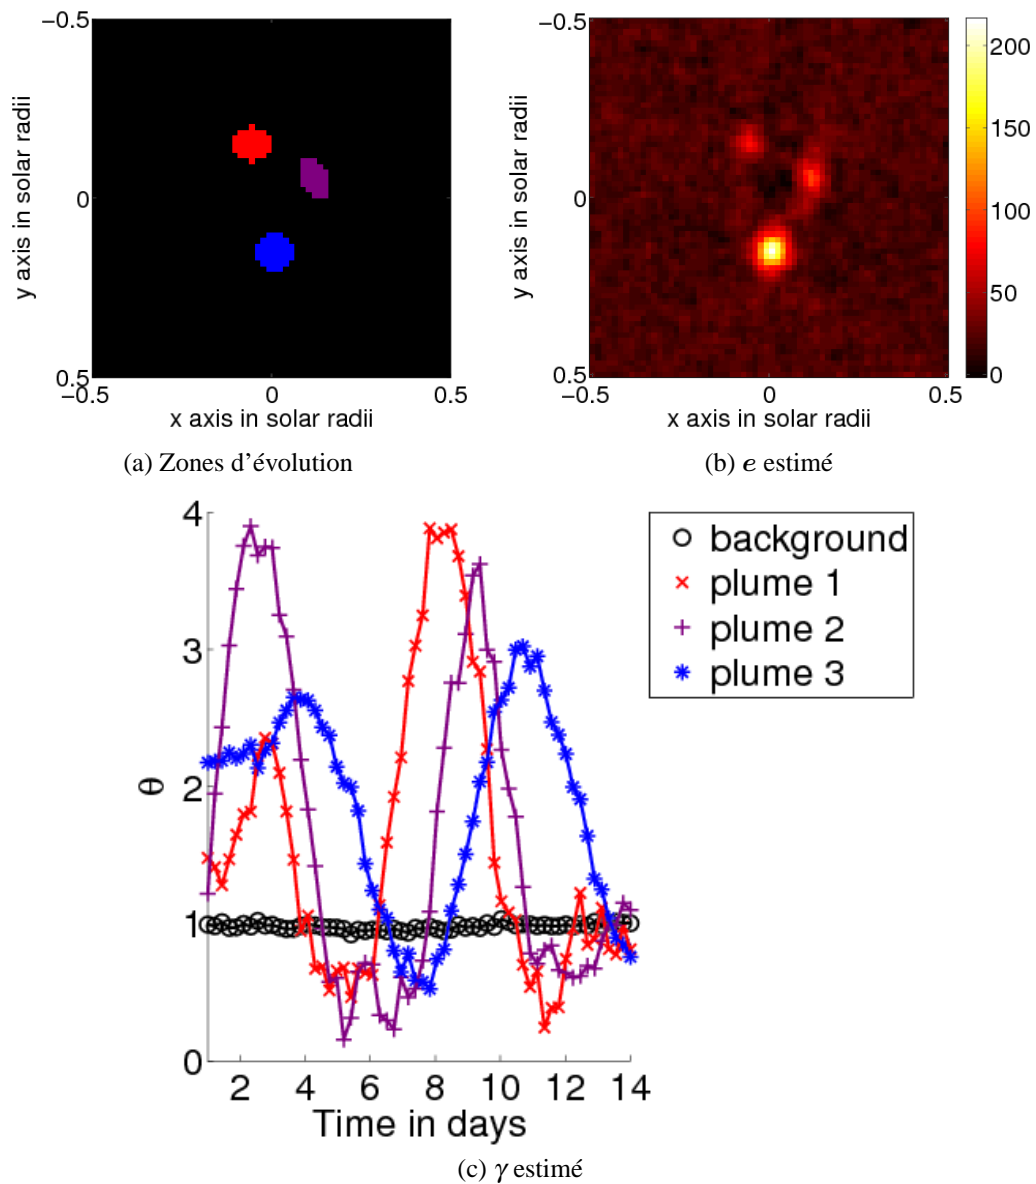 −0.5
y axis in solar radii
0
0.5
−0.5
0
0.5
x axis in solar radii
(a) Zones d'évolution
−0.5
y axis in solar radii
0
0.5
−0.5
0
0.5
x axis in solar radii
200
150
100
50
0
(b) e estimé
4
3
2
1
0
θ
2
4
6
8
10
12
14
Time in days
background
plume 1
plume 2
plume 3
(c) γ estimé